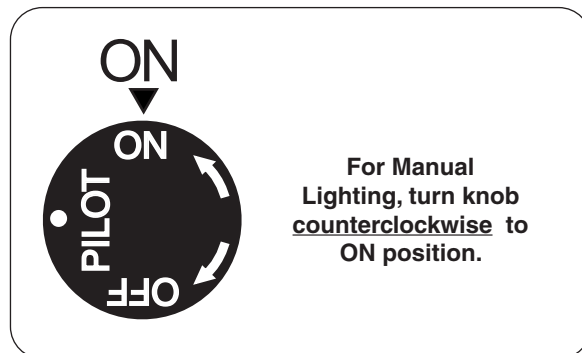 ON
ON
PILOT
OFF
For Manual
Lighting, turn knob
counterclockwise to
ON position.